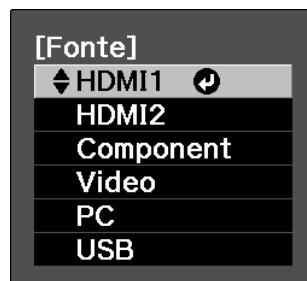 [Fonte]
HDMI1
HDMI2
Component
Video
PC
USB